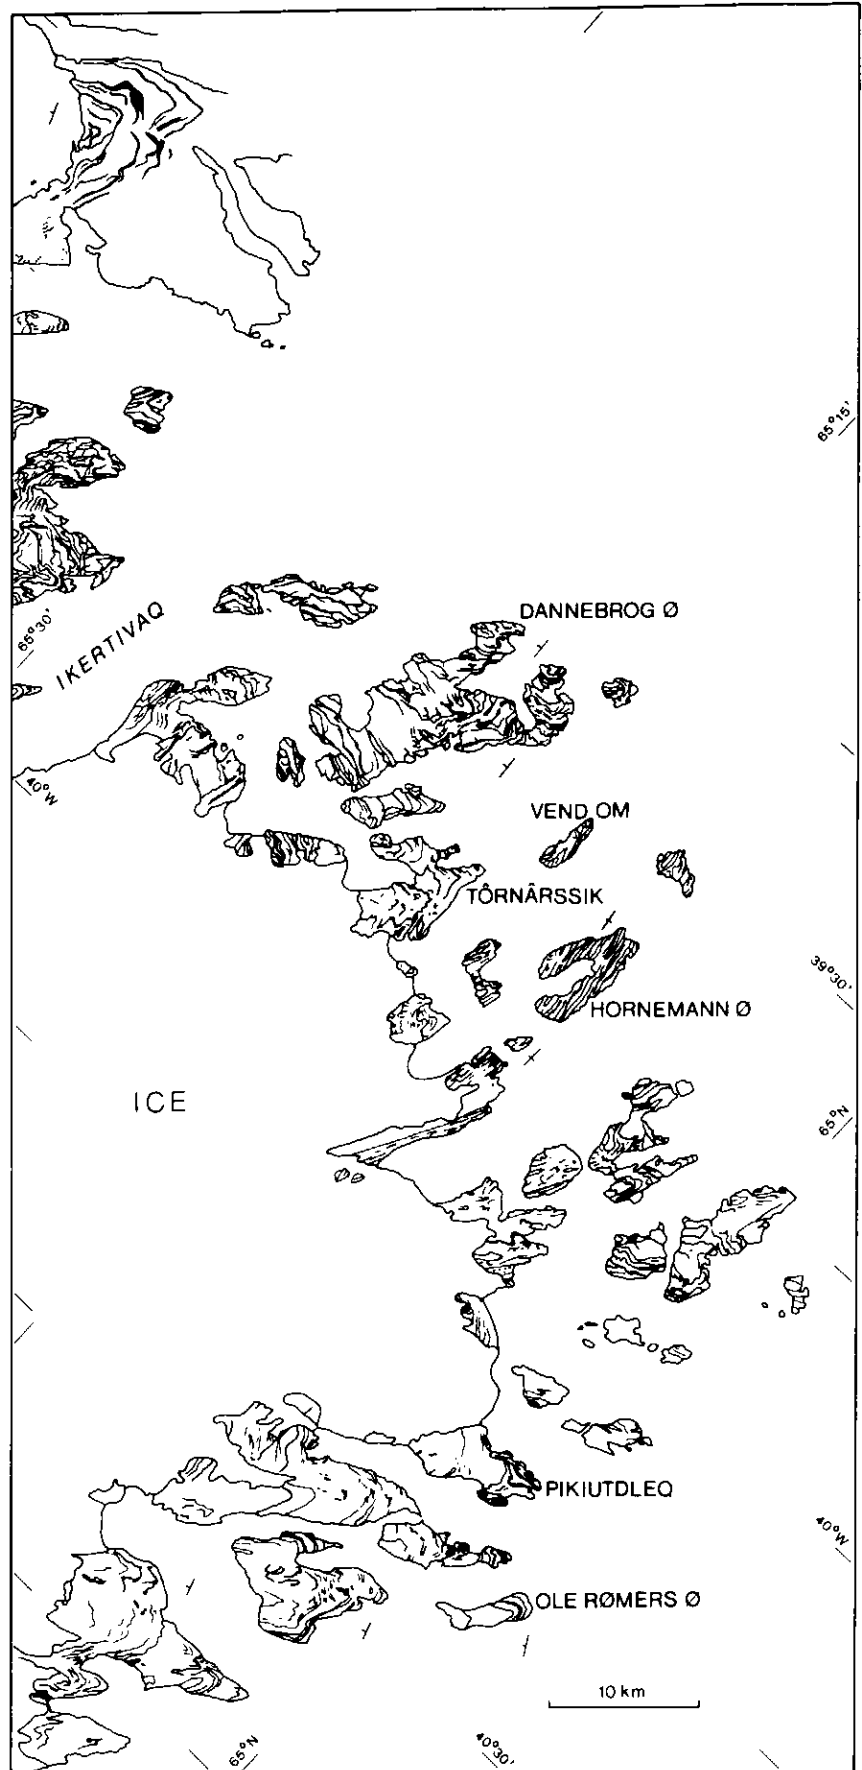 65°15'
DANNEBROG Ø
65°30'
IKERTIVAQ
40°W
VEND OM
TÔRNÂRSSIK
39°30'
HORNEMANN Ø
ICE
65°N
PIKIUTDLEQ
40°W
OLE RØMERS Ø
10 km
65°N
40°30'